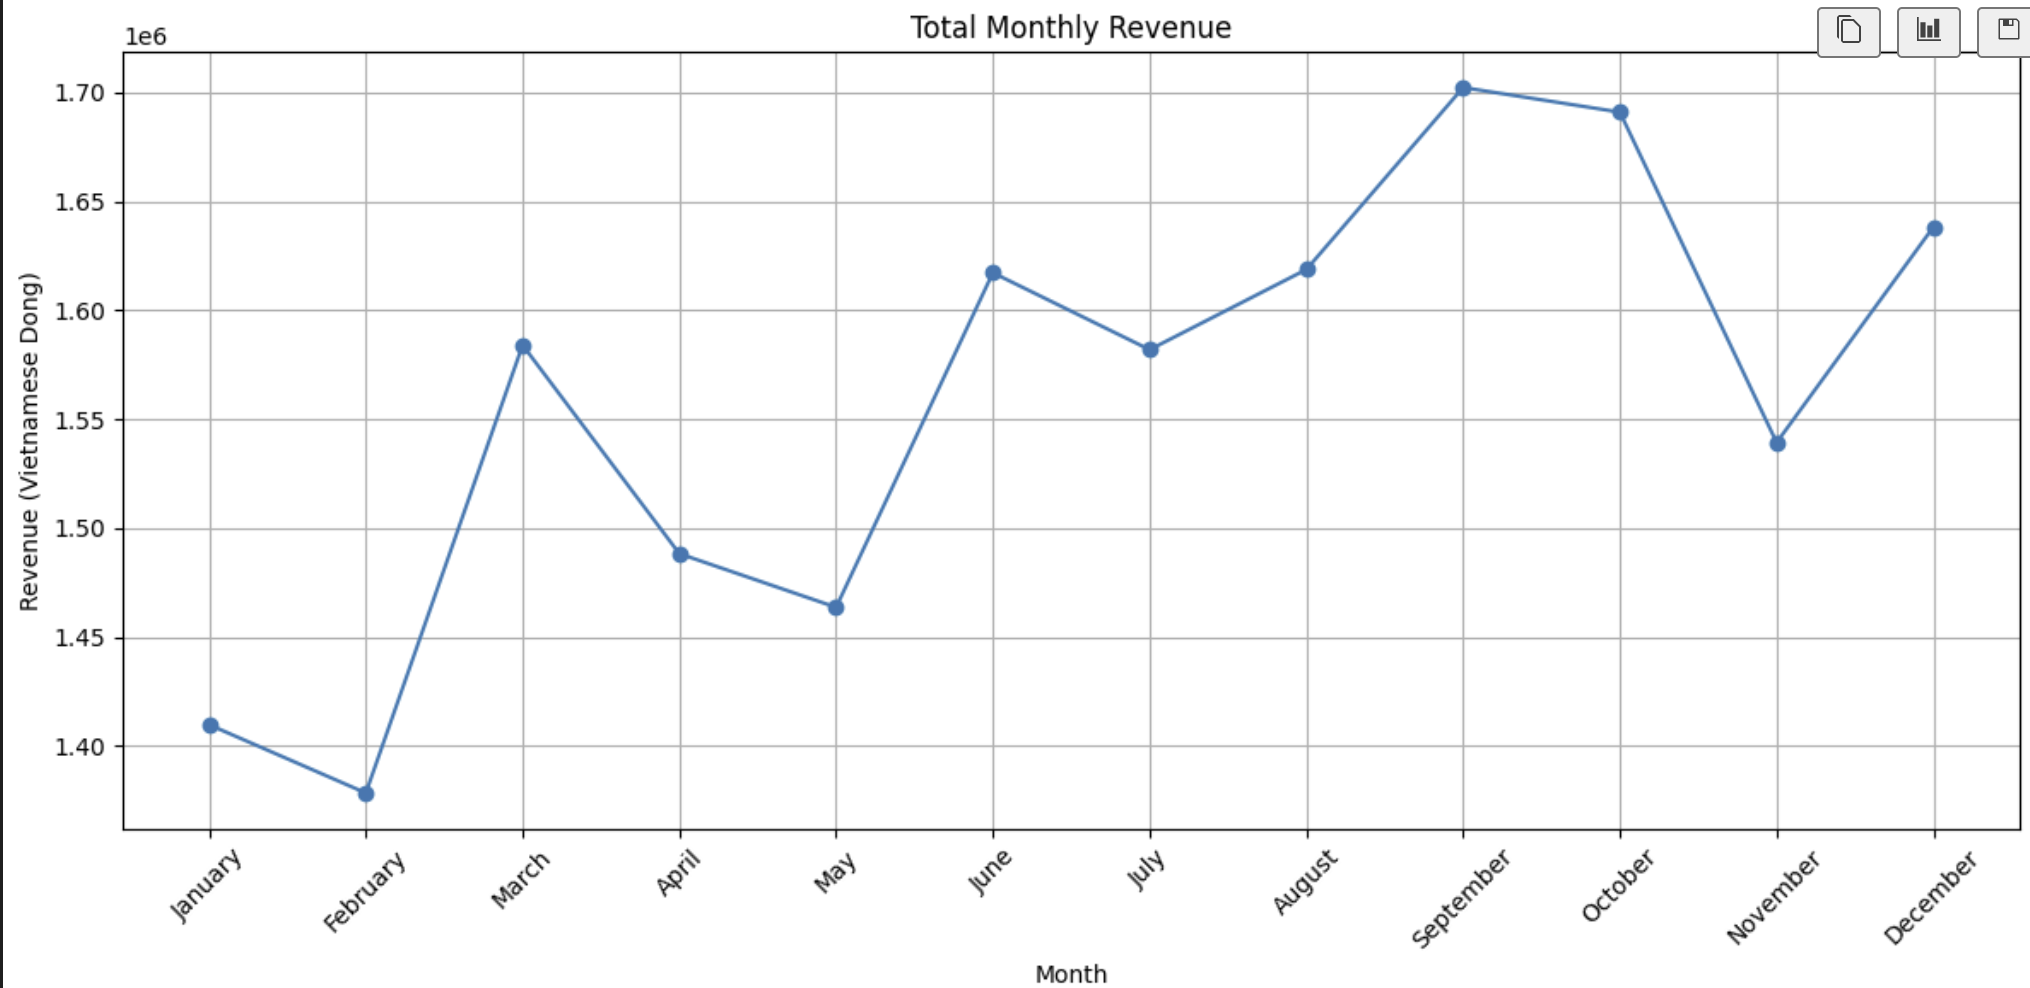 Total Monthly Revenue
1e6
1.70
1.65
1.60
1.55
1.50
1.45
1.40
Revenue (Vietnamese Dong)
January
February
March
April
May
June
July
August
September
October
November
December
Month